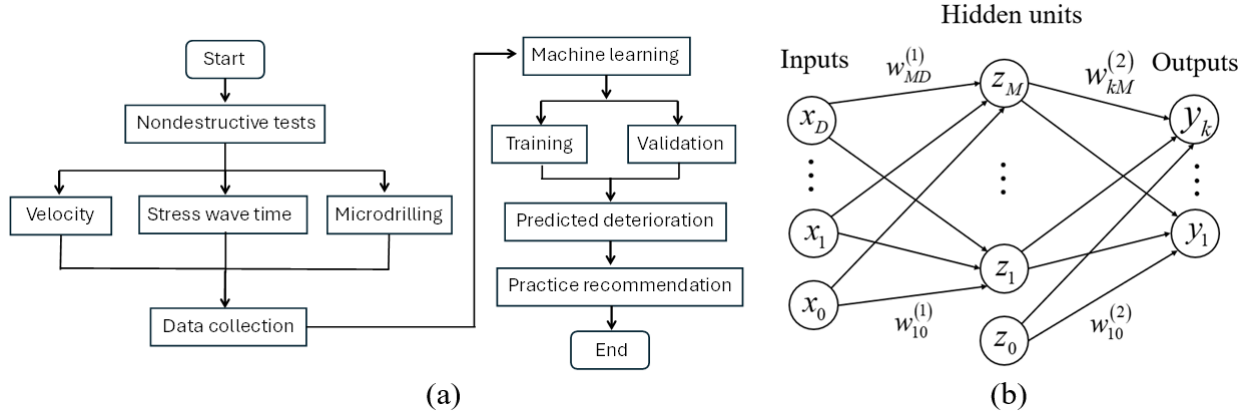 Start
Nondestructive tests
Velocity
Stress wave time
Microdrilling
Data collection
Machine learning
Training
Validation
Predicted deterioration
Practice recommendation
End
(a)
Hidden units
Inputs
w_{MD}^{(1)}
z_M
w_{kM}^{(2)}
Outputs
x_D
y_k
x_1
y_1
z_1
x_0
w_{10}^{(1)}
z_0
w_{10}^{(2)}
(b)